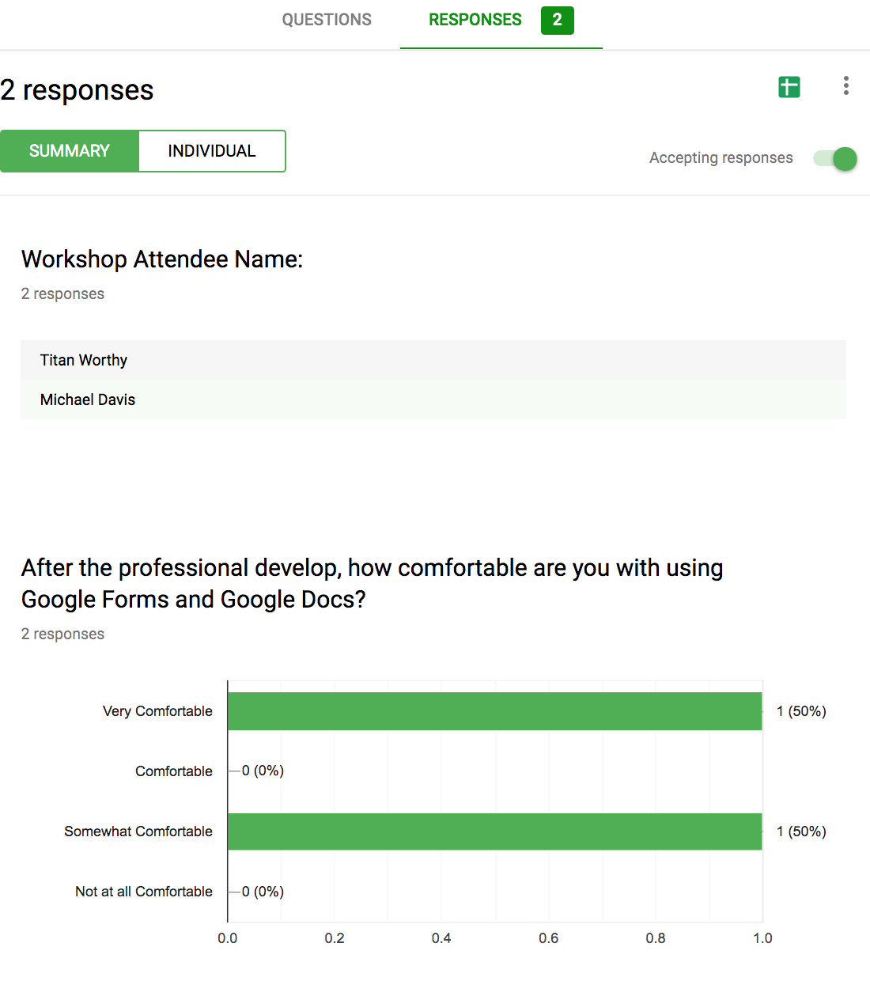 QUESTIONS RESPONSES 2
2 responses
SUMMARY INDIVIDUAL
Accepting responses
Workshop Attendee Name:
2 responses
Titan Worthy
Michael Davis
After the professional develop, how comfortable are you with using
Google Forms and Google Docs?
2 responses
Very Comfortable 1 (50%)
Comfortable 0 (0%)
Somewhat Comfortable 1 (50%)
Not at all Comfortable 0 (0%)
0.0 0.2 0.4 0.6 0.8 1.0